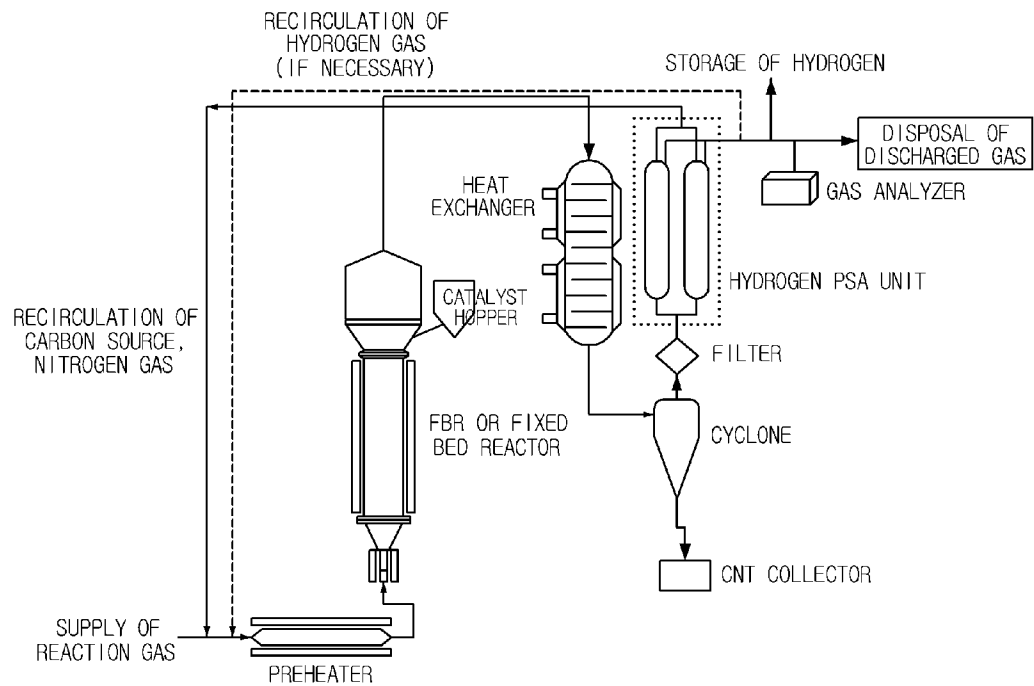 RECIRCULATION OF
HYDROGEN GAS
(IF NECESSARY)
STORAGE OF HYDROGEN
DISPOSAL OF
DISCHARGED GAS
GAS ANALYZER
HEAT
EXCHANGER
HYDROGEN PSA UNIT
CATALYST
HOPPER
RECIRCULATION OF
CARBON SOURCE,
NITROGEN GAS
FILTER
FBR OR FIXED
BED REACTOR
CYCLONE
CNT COLLECTOR
SUPPLY OF
REACTION GAS
PREHEATER